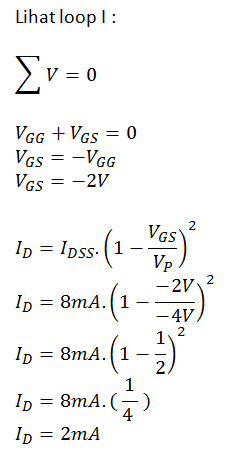 Lihat loop I :
∑ V = 0
V_GG + V_GS = 0
V_GS = −V_GG
V_GS = −2V
I_D = I_DSS. (1 − V_GS/V_P)²
I_D = 8mA. (1 − −2V/−4V)²
I_D = 8mA. (1 − 1/2)²
I_D = 8mA. (1/4)
I_D = 2mA